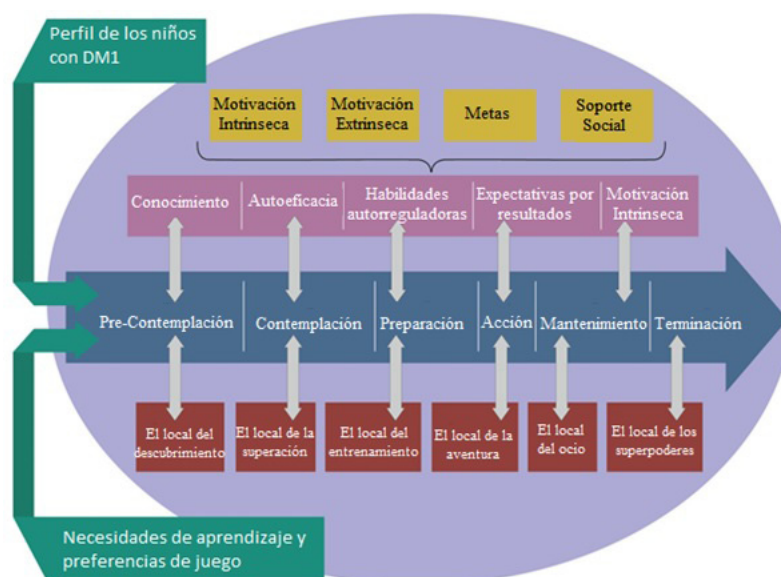 Perfil de los niños
con DM1
Motivación
Intrínseca
Motivación
Extrínseca
Metas
Soporte
Social
Conocimiento
Autoeficacia
Habilidades
autorreguladoras
Expectativas por
resultados
Motivación
Intrínseca
Pre-Contemplación
Contemplación
Preparación
Acción
Mantenimiento
Terminación
El local del
descubrimiento
El local de la
superación
El local del
entrenamiento
El local de la
aventura
El local
del ocio
El local de los
superpoderes
Necesidades de aprendizaje y
preferencias de juego